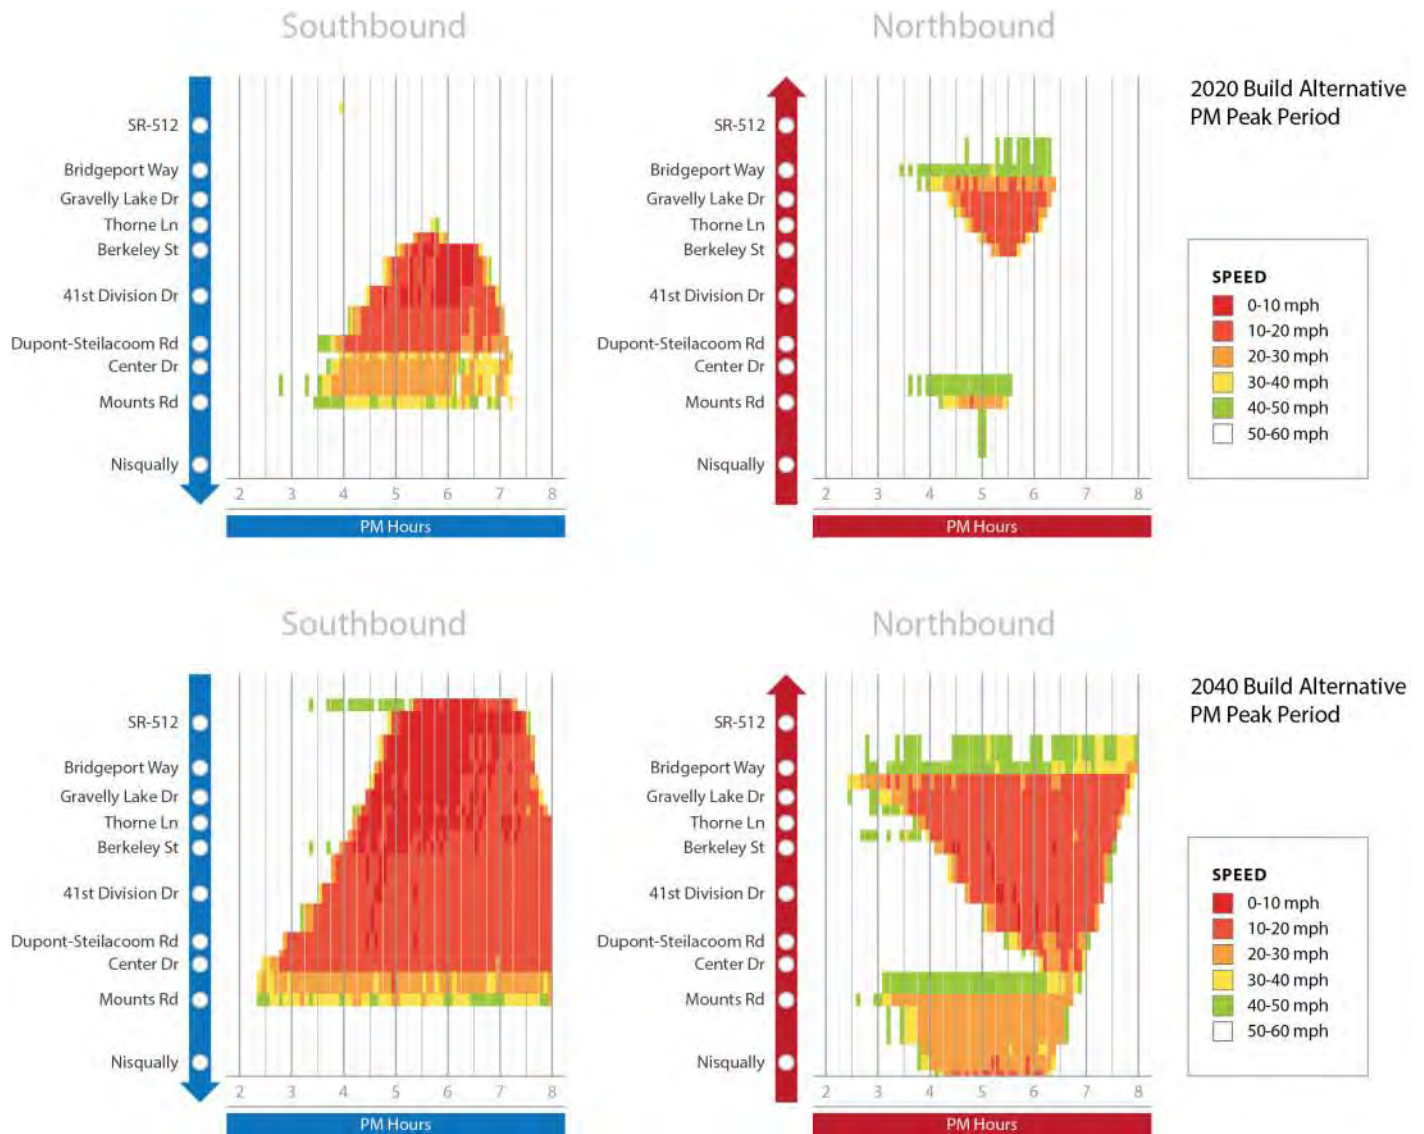 Southbound
Northbound
2020 Build Alternative
PM Peak Period
SR-512
Bridgeport Way
Gravelly Lake Dr
Thorne Ln
Berkeley St
41st Division Dr
Dupont-Steilacoom Rd
Center Dr
Mounts Rd
Nisqually
2 3 4 5 6 7 8
PM Hours
SR-512
Bridgeport Way
Gravelly Lake Dr
Thorne Ln
Berkeley St
41st Division Dr
Dupont-Steilacoom Rd
Center Dr
Mounts Rd
Nisqually
2 3 4 5 6 7 8
PM Hours
SPEED
0-10 mph
10-20 mph
20-30 mph
30-40 mph
40-50 mph
50-60 mph
Southbound
Northbound
2040 Build Alternative
PM Peak Period
SR-512
Bridgeport Way
Gravelly Lake Dr
Thorne Ln
Berkeley St
41st Division Dr
Dupont-Steilacoom Rd
Center Dr
Mounts Rd
Nisqually
2 3 4 5 6 7 8
PM Hours
SR-512
Bridgeport Way
Gravelly Lake Dr
Thorne Ln
Berkeley St
41st Division Dr
Dupont-Steilacoom Rd
Center Dr
Mounts Rd
Nisqually
2 3 4 5 6 7 8
PM Hours
SPEED
0-10 mph
10-20 mph
20-30 mph
30-40 mph
40-50 mph
50-60 mph